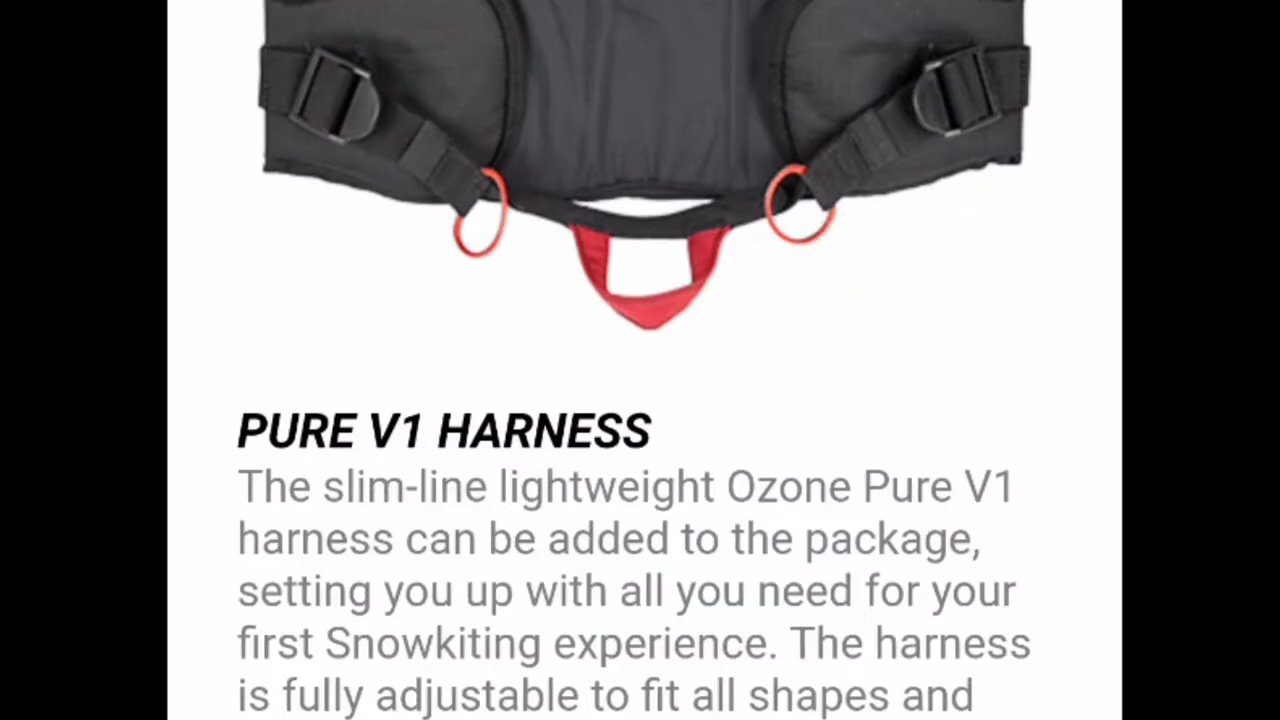 PURE V1 HARNESS
The slim-line lightweight Ozone Pure V1
harness can be added to the package,
setting you up with all you need for your
first Snowkiting experience. The harness
is fully adjustable to fit all shapes and